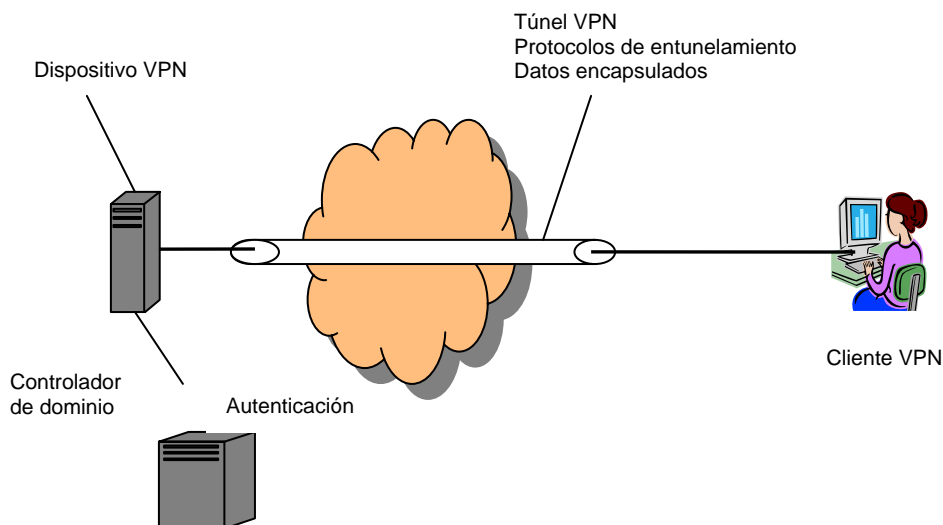 Túnel VPN
Protocolos de entunelamiento
Datos encapsulados
Dispositivo VPN
Cliente VPN
Controlador
de dominio
Autenticación